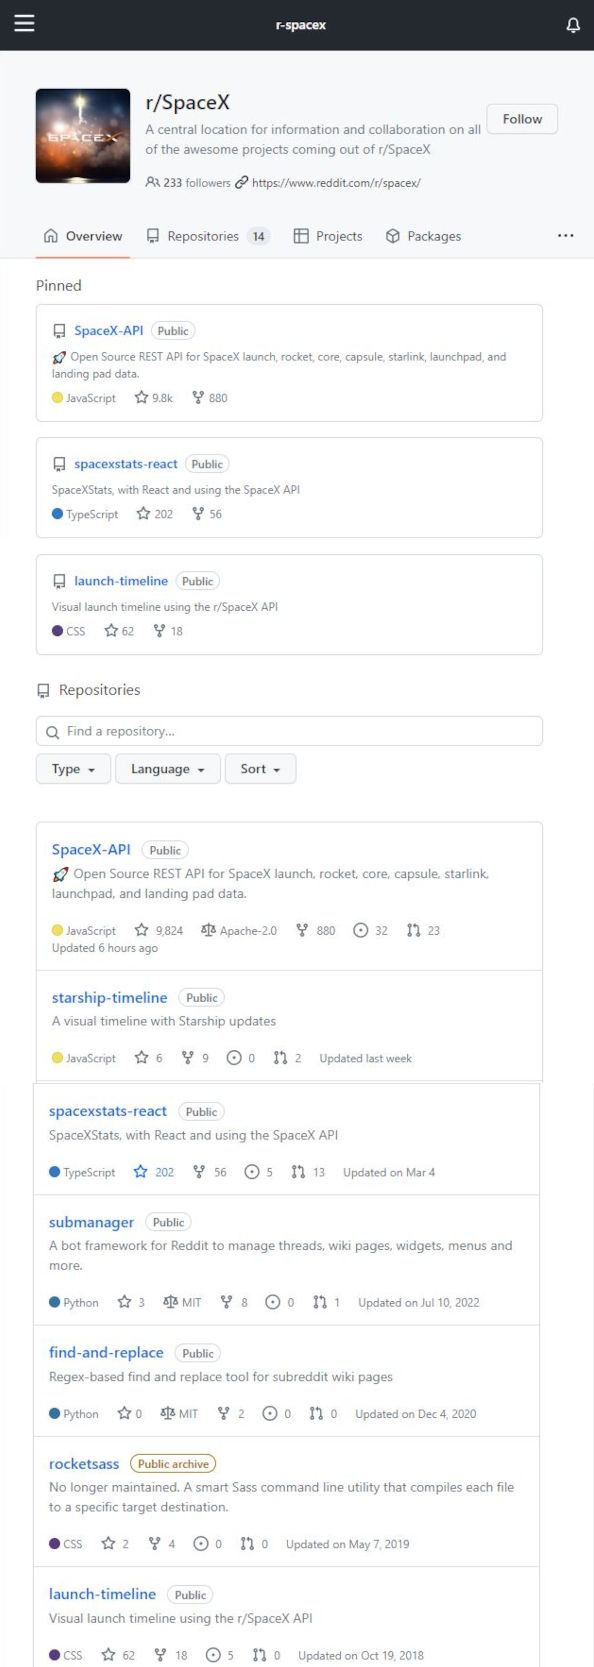 r-spacex
SPACEX
r/SpaceX
Follow
A central location for information and collaboration on all
of the awesome projects coming out of r/SpaceX
233 followers https://www.reddit.com/r/spacex/
Overview Repositories 14 Projects Packages ...
Pinned
SpaceX-API Public
🚀 Open Source REST API for SpaceX launch, rocket, core, capsule, starlink, launchpad, and
landing pad data.
JavaScript 9.8k 880
spacexstats-react Public
SpaceXStats, with React and using the SpaceX API
TypeScript 202 56
launch-timeline Public
Visual launch timeline using the r/SpaceX API
CSS 62 18
Repositories
Find a repository...
Type Language Sort
SpaceX-API Public
🚀 Open Source REST API for SpaceX launch, rocket, core, capsule, starlink,
launchpad, and landing pad data.
JavaScript 9,824 Apache-2.0 880 32 23
Updated 6 hours ago
starship-timeline Public
A visual timeline with Starship updates
JavaScript 6 9 0 2 Updated last week
spacexstats-react Public
SpaceXStats, with React and using the SpaceX API
TypeScript 202 56 5 13 Updated on Mar 4
submanager Public
A bot framework for Reddit to manage threads, wiki pages, widgets, menus and
more.
Python 3 MIT 8 0 1 Updated on Jul 10, 2022
find-and-replace Public
Regex-based find and replace tool for subreddit wiki pages
Python 0 MIT 2 0 0 Updated on Dec 4, 2020
rocketsass Public archive
No longer maintained. A smart Sass command line utility that compiles each file
to a specific target destination.
CSS 2 4 0 0 Updated on May 7, 2019
launch-timeline Public
Visual launch timeline using the r/SpaceX API
CSS 62 18 5 0 Updated on Oct 19, 2018